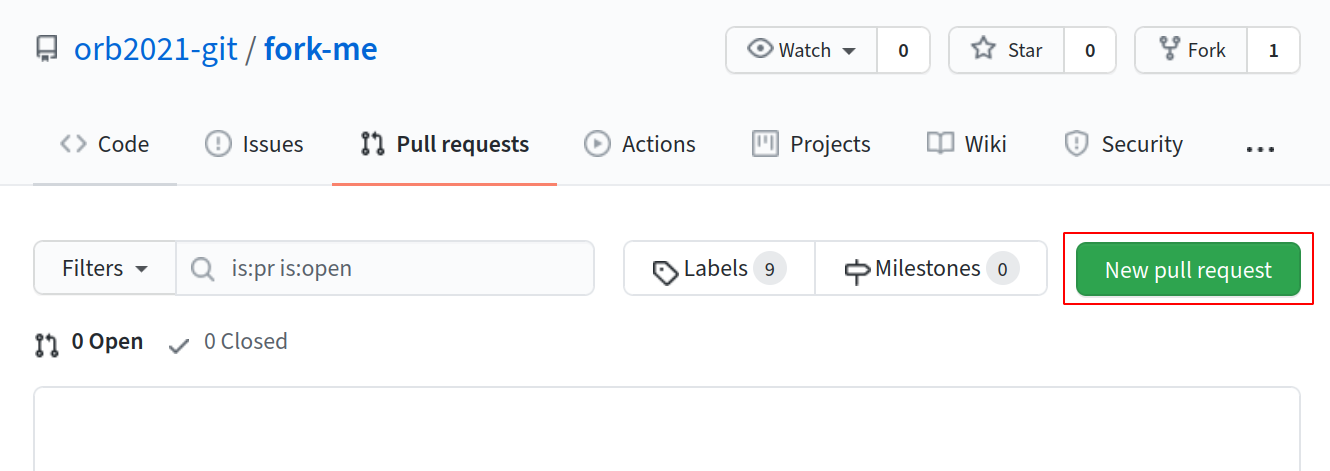 orb2021-git / fork-me Watch 0 Star 0 Fork 1
Code Issues Pull requests Actions Projects Wiki Security ...
Filters is:pr is:open Labels 9 Milestones 0 New pull request
0 Open 0 Closed